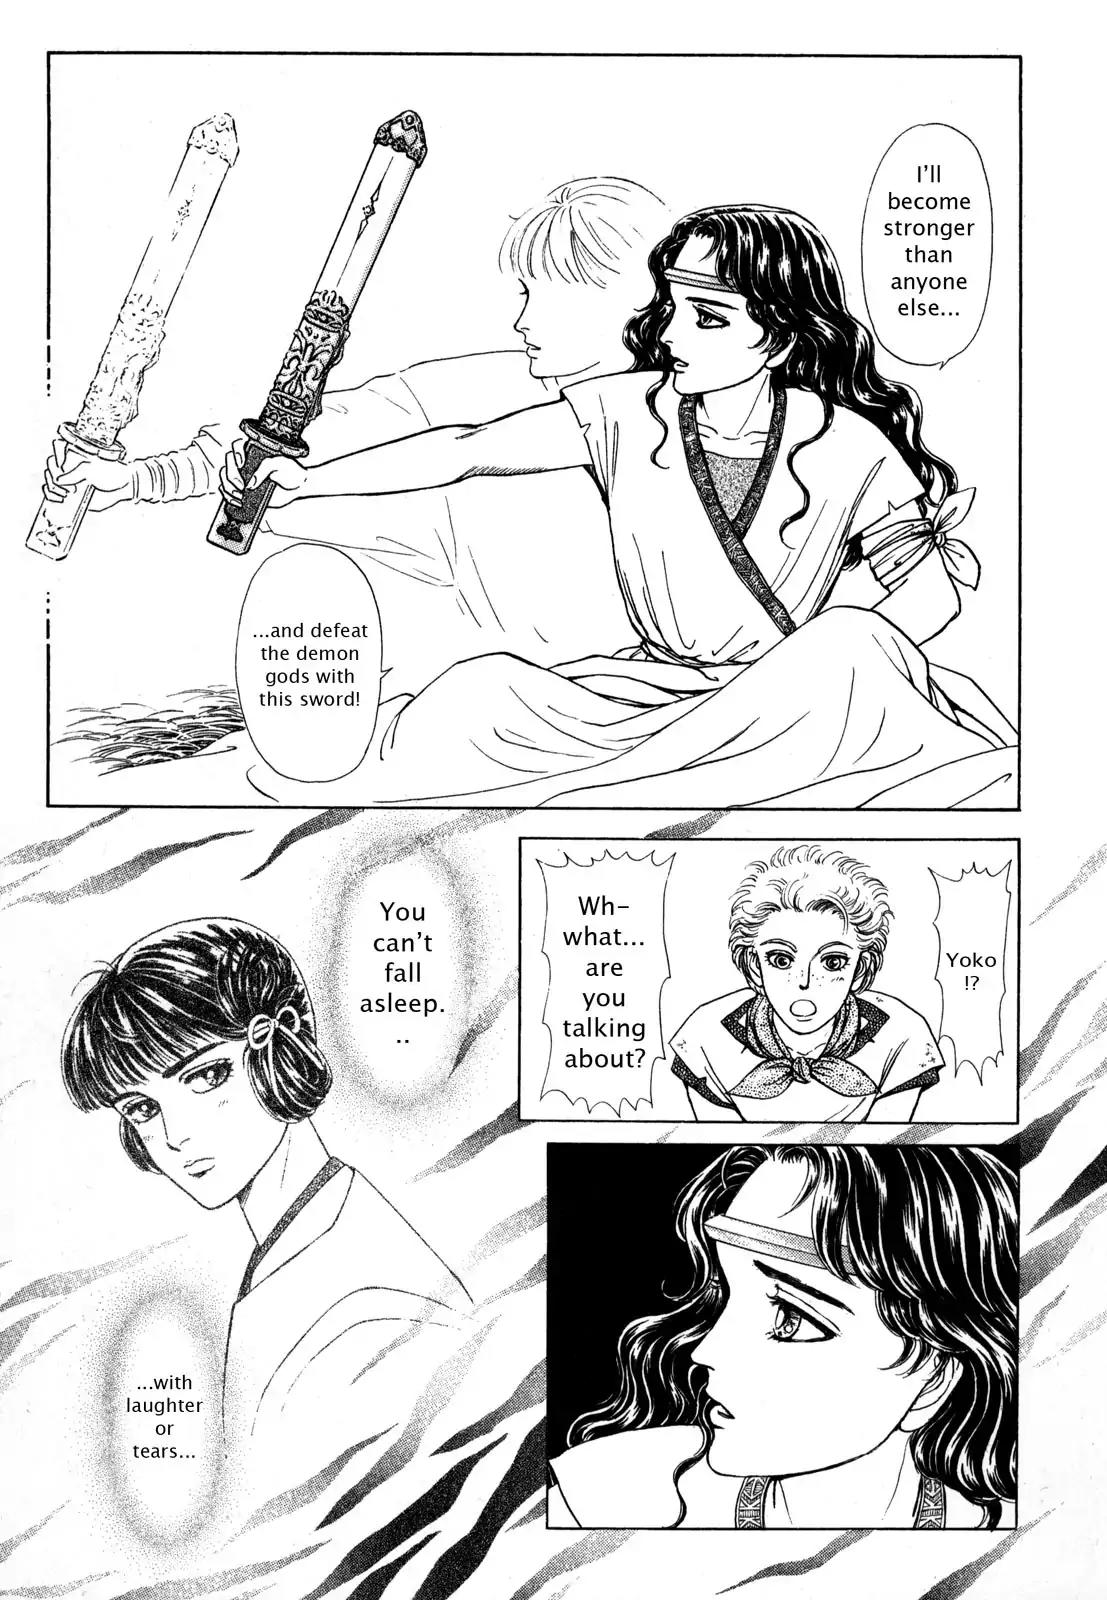 I'll
become
stronger
than
anyone
else...
...and defeat
the demon
gods with
this sword!
Yoko
!?
Wh-
what...
are
you
talking
about?
You
can't
fall
asleep.
..
...with
laughter
or
tears...